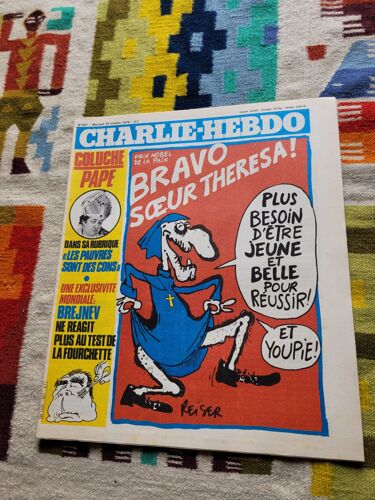 CHARLIE-HEBDO
COLUCHE
PAPE
DANS SA RUBRIQUE
«LES PAUVRES
SONT DES CONS»
UNE EXCLUSIVITÉ
MONDIALE:
BREJNEV
NE REAGIT
PLUS AU TEST DE
LA FOURCHETTE
PRIX NOBEL
DE LA PAIX
BRAVO
SŒUR THERESA!
PLUS
BESOIN
D'ÊTRE
JEUNE
ET
BELLE
POUR
RÉUSSIR!
ET
YOUPIE!
REISER